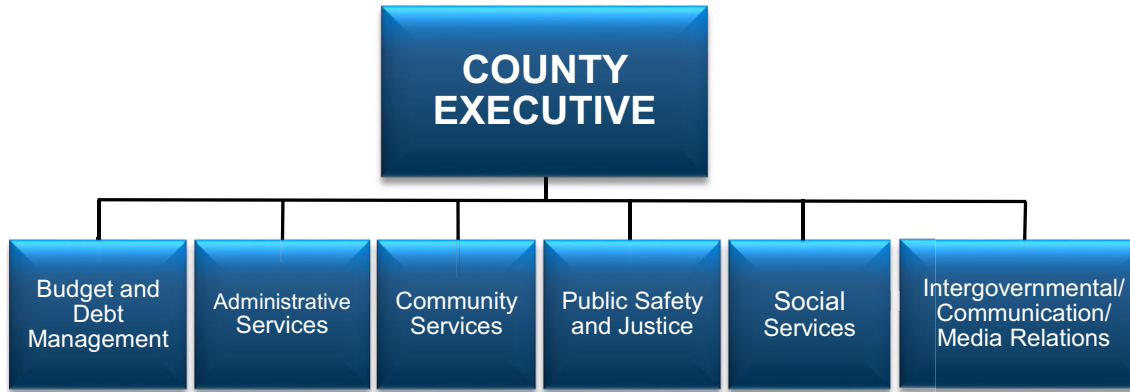 COUNTY
EXECUTIVE
Budget and
Debt
Management
Administrative
Services
Community
Services
Public Safety
and Justice
Social
Services
Intergovernmental/
Communication/
Media Relations